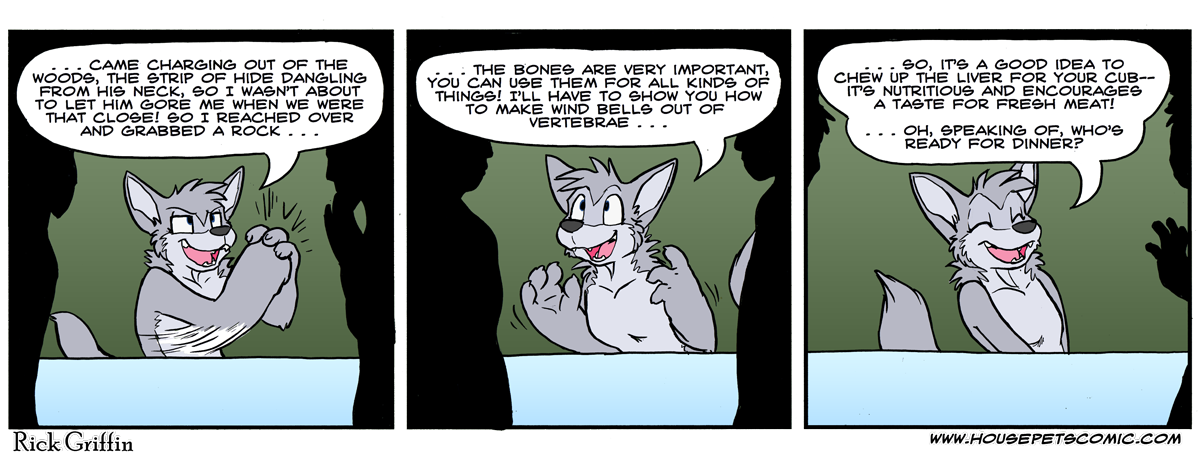 . . . CAME CHARGING OUT OF THE
WOODS, THE STRIP OF HIDE DANGLING
FROM HIS NECK, SO I WASN'T ABOUT
TO LET HIM GORE ME WHEN WE WERE
THAT CLOSE! SO I REACHED OVER
AND GRABBED A ROCK . . .
. . . THE BONES ARE VERY IMPORTANT,
YOU CAN USE THEM FOR ALL KINDS OF
THINGS! I'LL HAVE TO SHOW YOU HOW
TO MAKE WIND BELLS OUT OF
VERTEBRAE . . .
. . . SO, IT'S A GOOD IDEA TO
CHEW UP THE LIVER FOR YOUR CUB--
IT'S NUTRITIOUS AND ENCOURAGES
A TASTE FOR FRESH MEAT!
. . . OH, SPEAKING OF, WHO'S
READY FOR DINNER?
Rick Griffin
WWW.HOUSEPETSCOMIC.COM